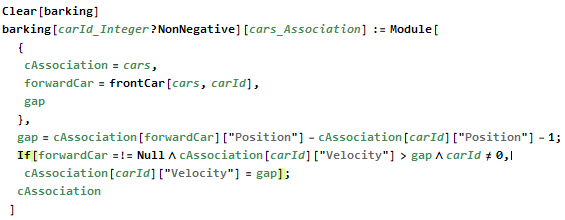 Clear[barking]
barking[carId_Integer?NonNegative][cars_Association] := Module[
{
cAssociation = cars,
forwardCar = frontCar[cars, carId],
gap
},
gap = cAssociation[forwardCar]["Position"] - cAssociation[carId]["Position"] - 1;
If[forwardCar =!= Null ∧ cAssociation[carId]["Velocity"] > gap ∧ carId ≠ 0,
cAssociation[carId]["Velocity"] = gap];
cAssociation
]